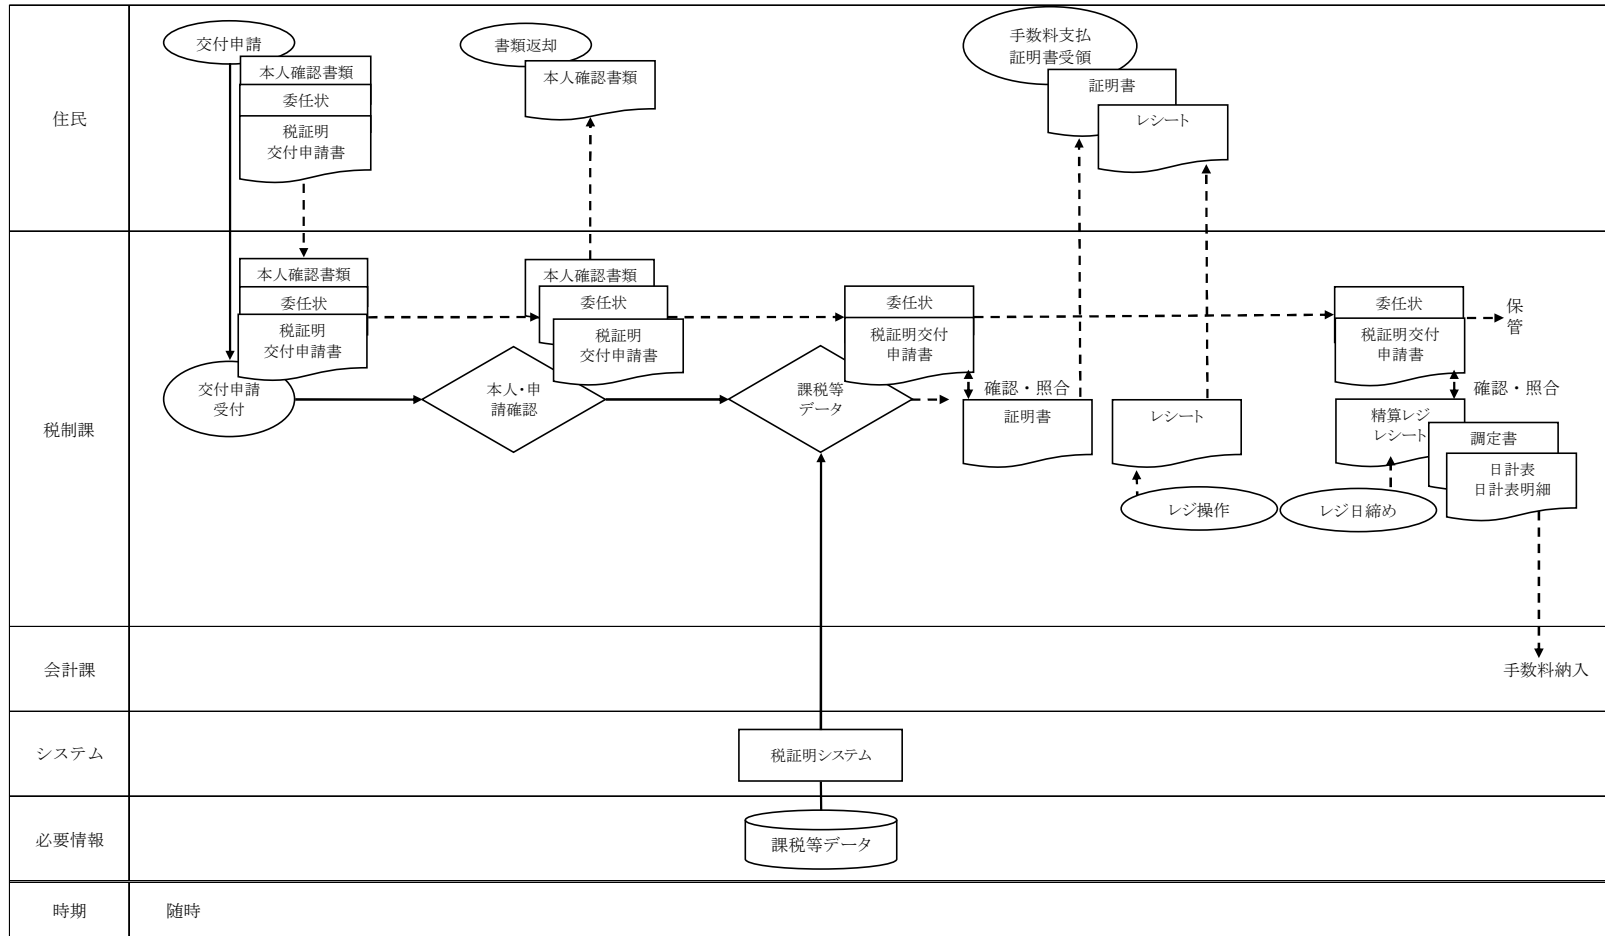 住民
交付申請
本人確認書類
委任状
税証明
交付申請書
書類返却
本人確認書類
手数料支払
証明書受領
証明書
レシート
税制課
本人確認書類
委任状
税証明
交付申請書
交付申請
受付
本人・申
請確認
本人確認書類
委任状
税証明
交付申請書
課税等
データ
委任状
税証明交付
申請書
確認・照合
証明書
レシート
レジ操作
委任状
税証明交付
申請書
保
管
確認・照合
精算レジ
レシート
調定書
日計表
日計表明細
レジ日締め
会計課
手数料納入
システム
税証明システム
必要情報
課税等データ
時期
随時